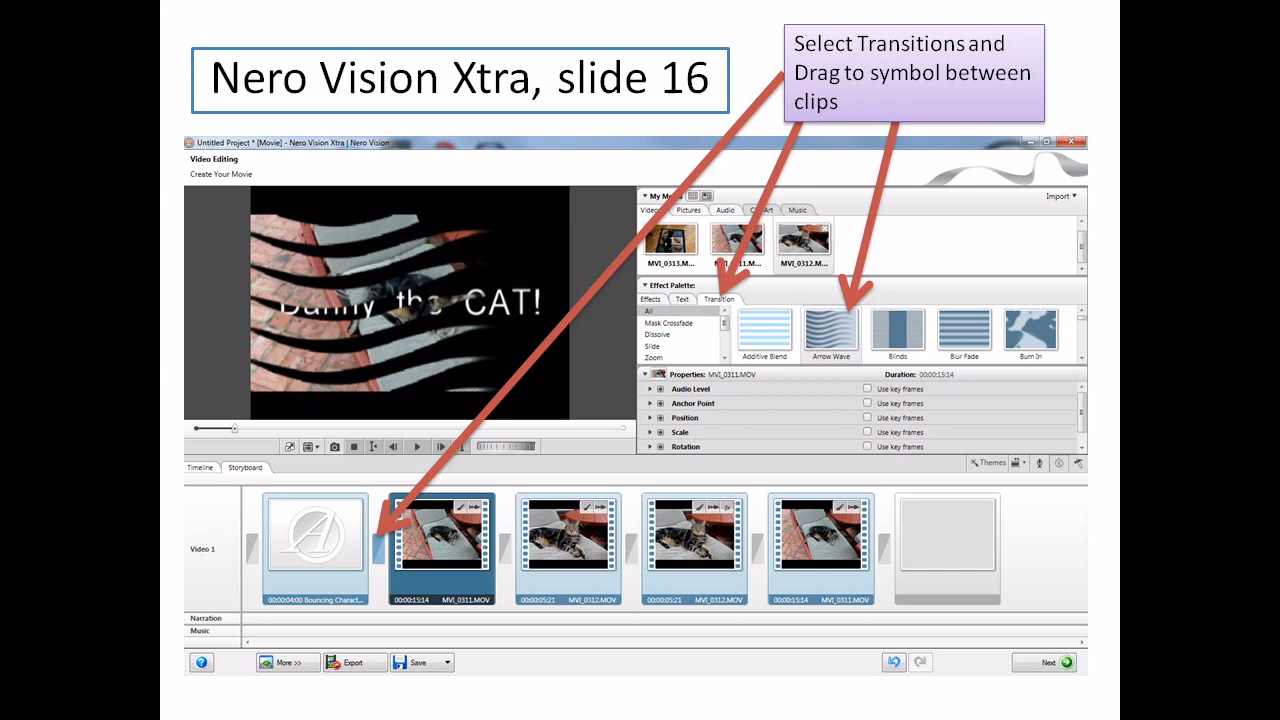 Nero Vision Xtra, slide 16
Select Transitions and
Drag to symbol between
clips
Untitled Project * [Movie] - Nero Vision Xtra | Nero Vision
Video Editing
Create Your Movie
the CAT!
My
Import
Video Pictures Audio Art Music
MVI_0313.M... 11.M... MVI_0312.M...
Effect Palette:
Effects Text Transition
All
Mask Crossfade
Dissolve
Slide
Zoom
Additive Blend Arrow Wave Blinds Blur Fade Burn In
Properties: MVI_0311.MOV Duration: 00:00:15:14
Audio Level Use key frames
Anchor Point Use key frames
Position Use key frames
Scale Use key frames
Rotation Use key frames
Timeline Storyboard Themes
Video 1
A
00:00:04:00 Bouncing Charact... 00:00:15:14 MVI_0311.MOV 00:00:05:21 MVI_0312.MOV 00:00:05:21 MVI_0312.MOV 00:00:15:14 MVI_0311.MOV
Narration
Music
? More >> Export Save Next